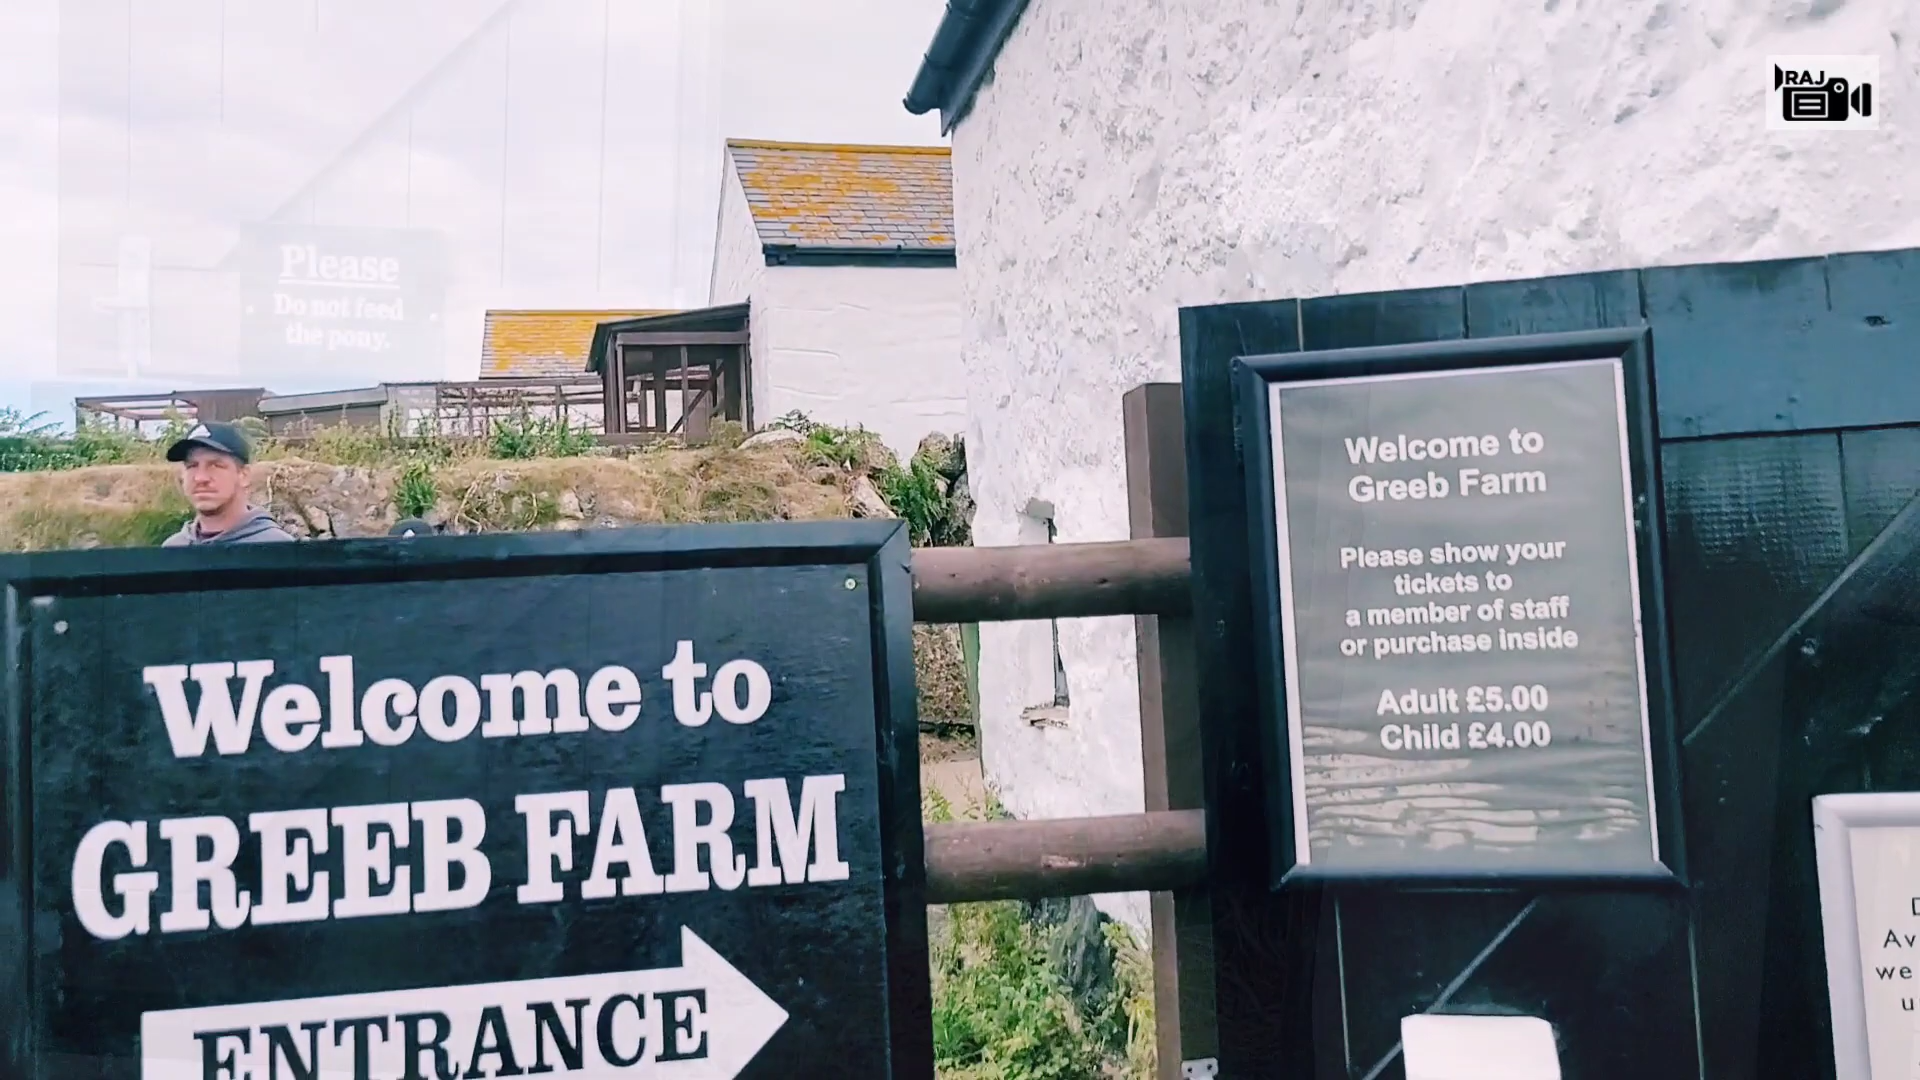 RAJ
Please
Do not feed
the pony.
Welcome to
GREEB FARM
ENTRANCE
Welcome to
Greeb Farm
Please show your
tickets to
a member of staff
or purchase inside
Adult £5.00
Child £4.00
we